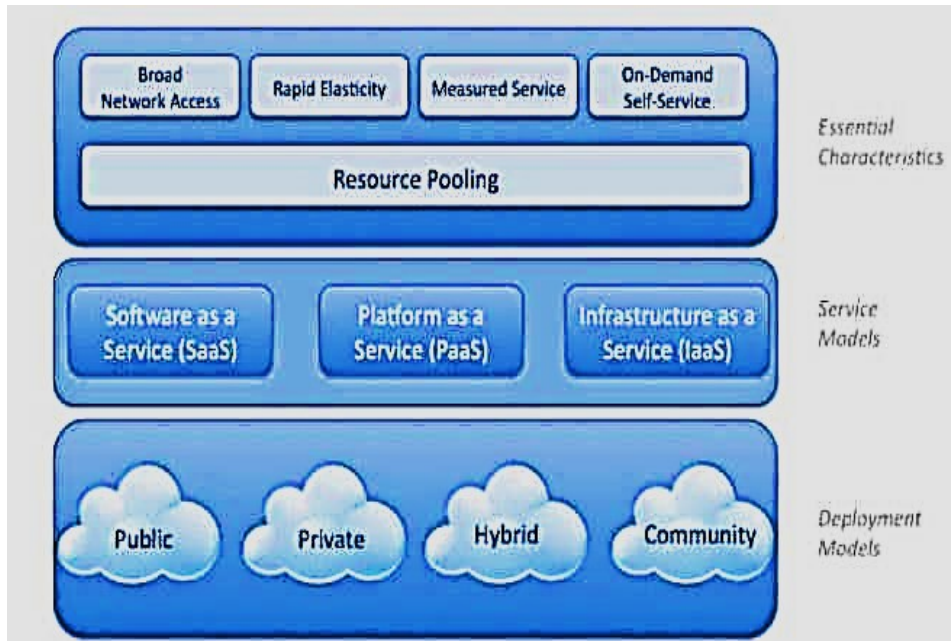 Broad
Network Access
Rapid Elasticity
Measured Service
On-Demand
Self-Service
Essential
Characteristics
Resource Pooling
Software as a
Service (SaaS)
Platform as a
Service (PaaS)
Infrastructure as a
Service (IaaS)
Service
Models
Public
Private
Hybrid
Community
Deployment
Models